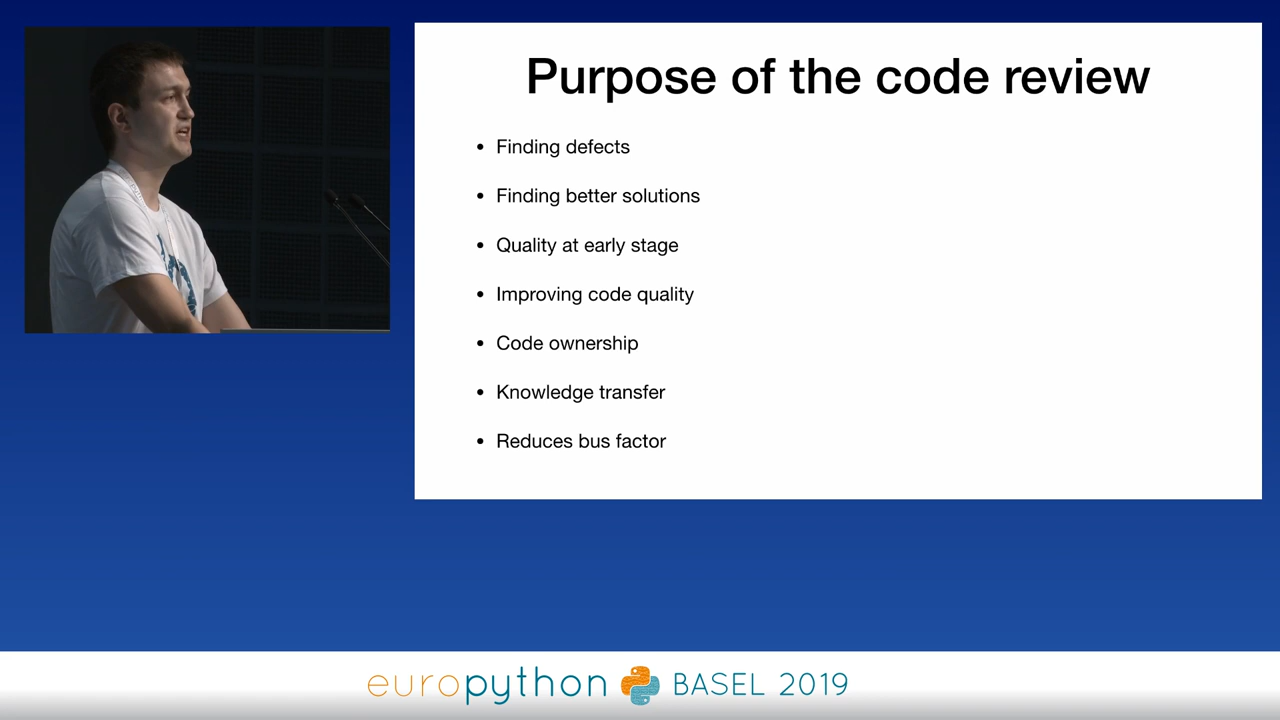 Purpose of the code review
• Finding defects
• Finding better solutions
• Quality at early stage
• Improving code quality
• Code ownership
• Knowledge transfer
• Reduces bus factor
europython BASEL 2019